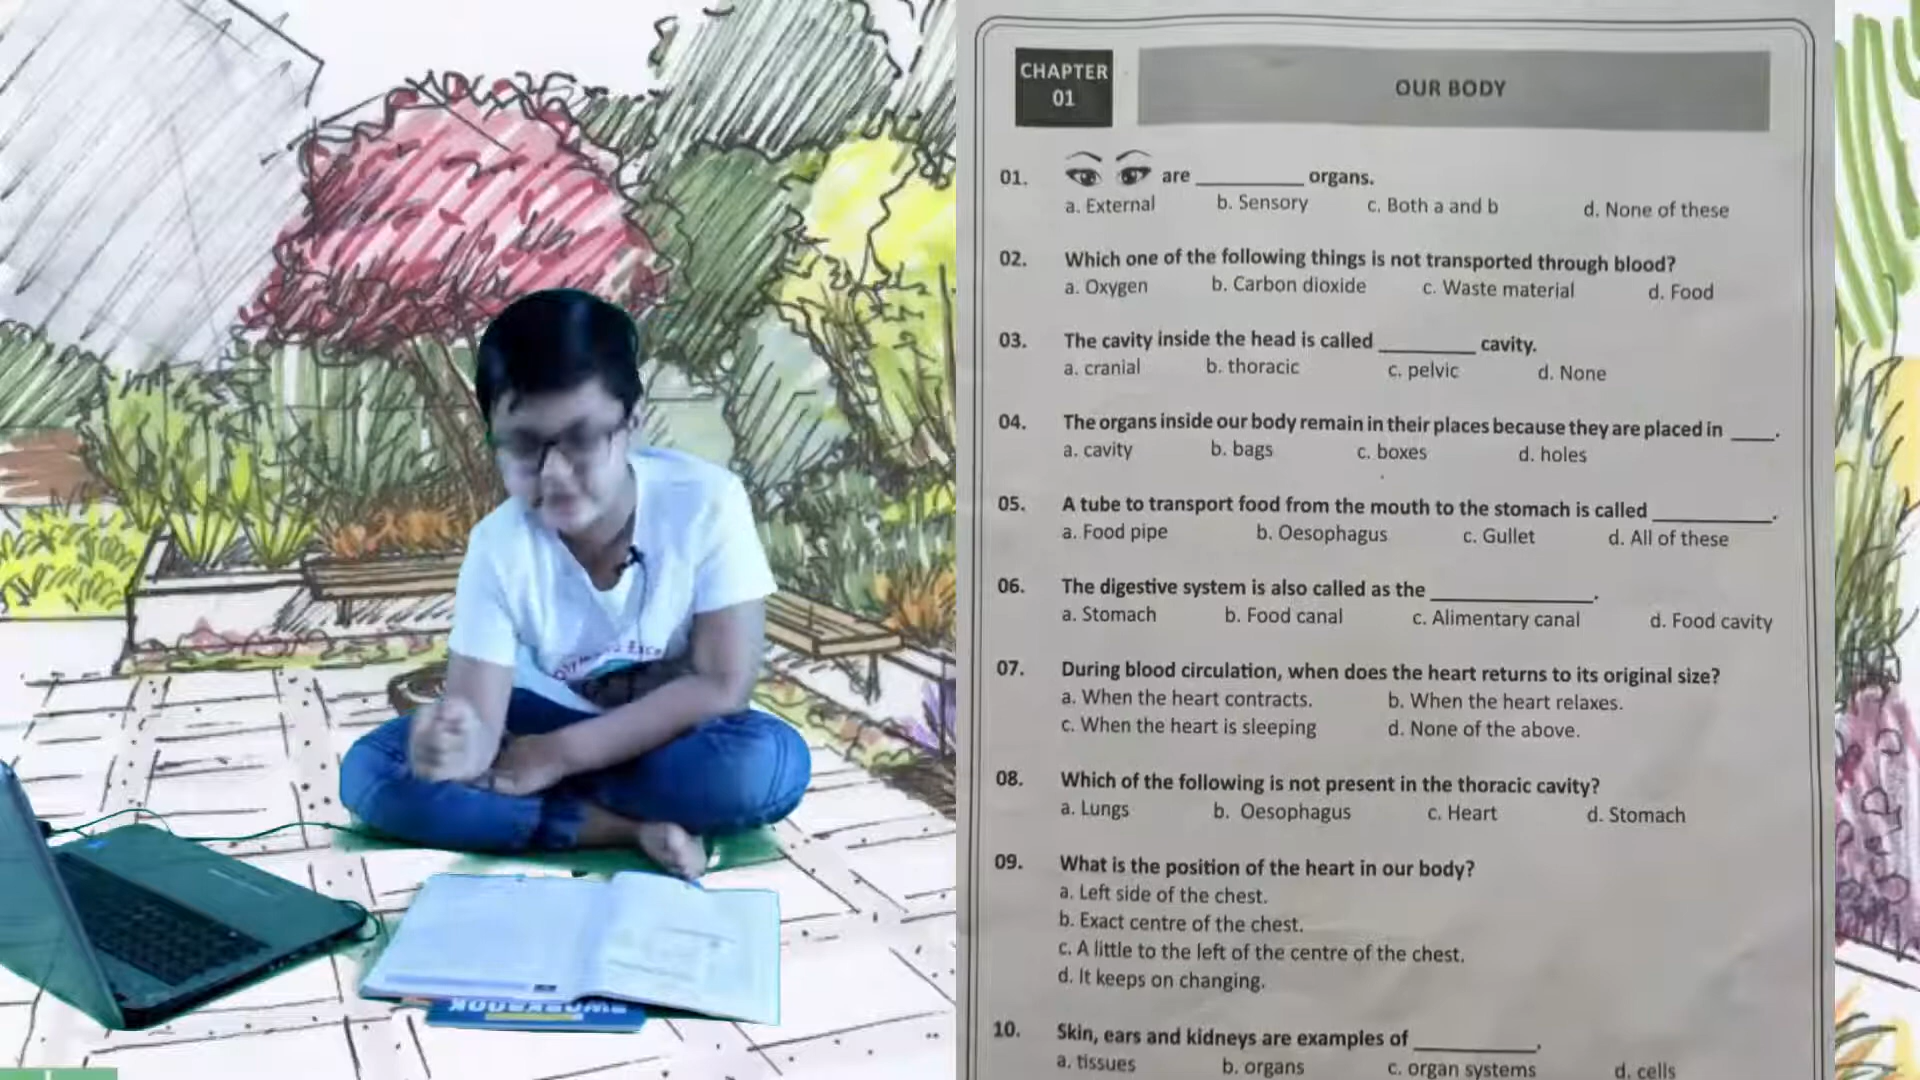 CHAPTER
01
OUR BODY
01. are __________ organs.
a. External b. Sensory c. Both a and b d. None of these
02. Which one of the following things is not transported through blood?
a. Oxygen b. Carbon dioxide c. Waste material d. Food
03. The cavity inside the head is called _________ cavity.
a. cranial b. thoracic c. pelvic d. None
04. The organs inside our body remain in their places because they are placed in ____.
a. cavity b. bags c. boxes d. holes
05. A tube to transport food from the mouth to the stomach is called ___________.
a. Food pipe b. Oesophagus c. Gullet d. All of these
06. The digestive system is also called as the _______________.
a. Stomach b. Food canal c. Alimentary canal d. Food cavity
07. During blood circulation, when does the heart returns to its original size?
a. When the heart contracts. b. When the heart relaxes.
c. When the heart is sleeping d. None of the above.
08. Which of the following is not present in the thoracic cavity?
a. Lungs b. Oesophagus c. Heart d. Stomach
09. What is the position of the heart in our body?
a. Left side of the chest.
b. Exact centre of the chest.
c. A little to the left of the centre of the chest.
d. It keeps on changing.
10. Skin, ears and kidneys are examples of ___________.
a. tissues b. organs c. organ systems d. cells
WORKBOOK